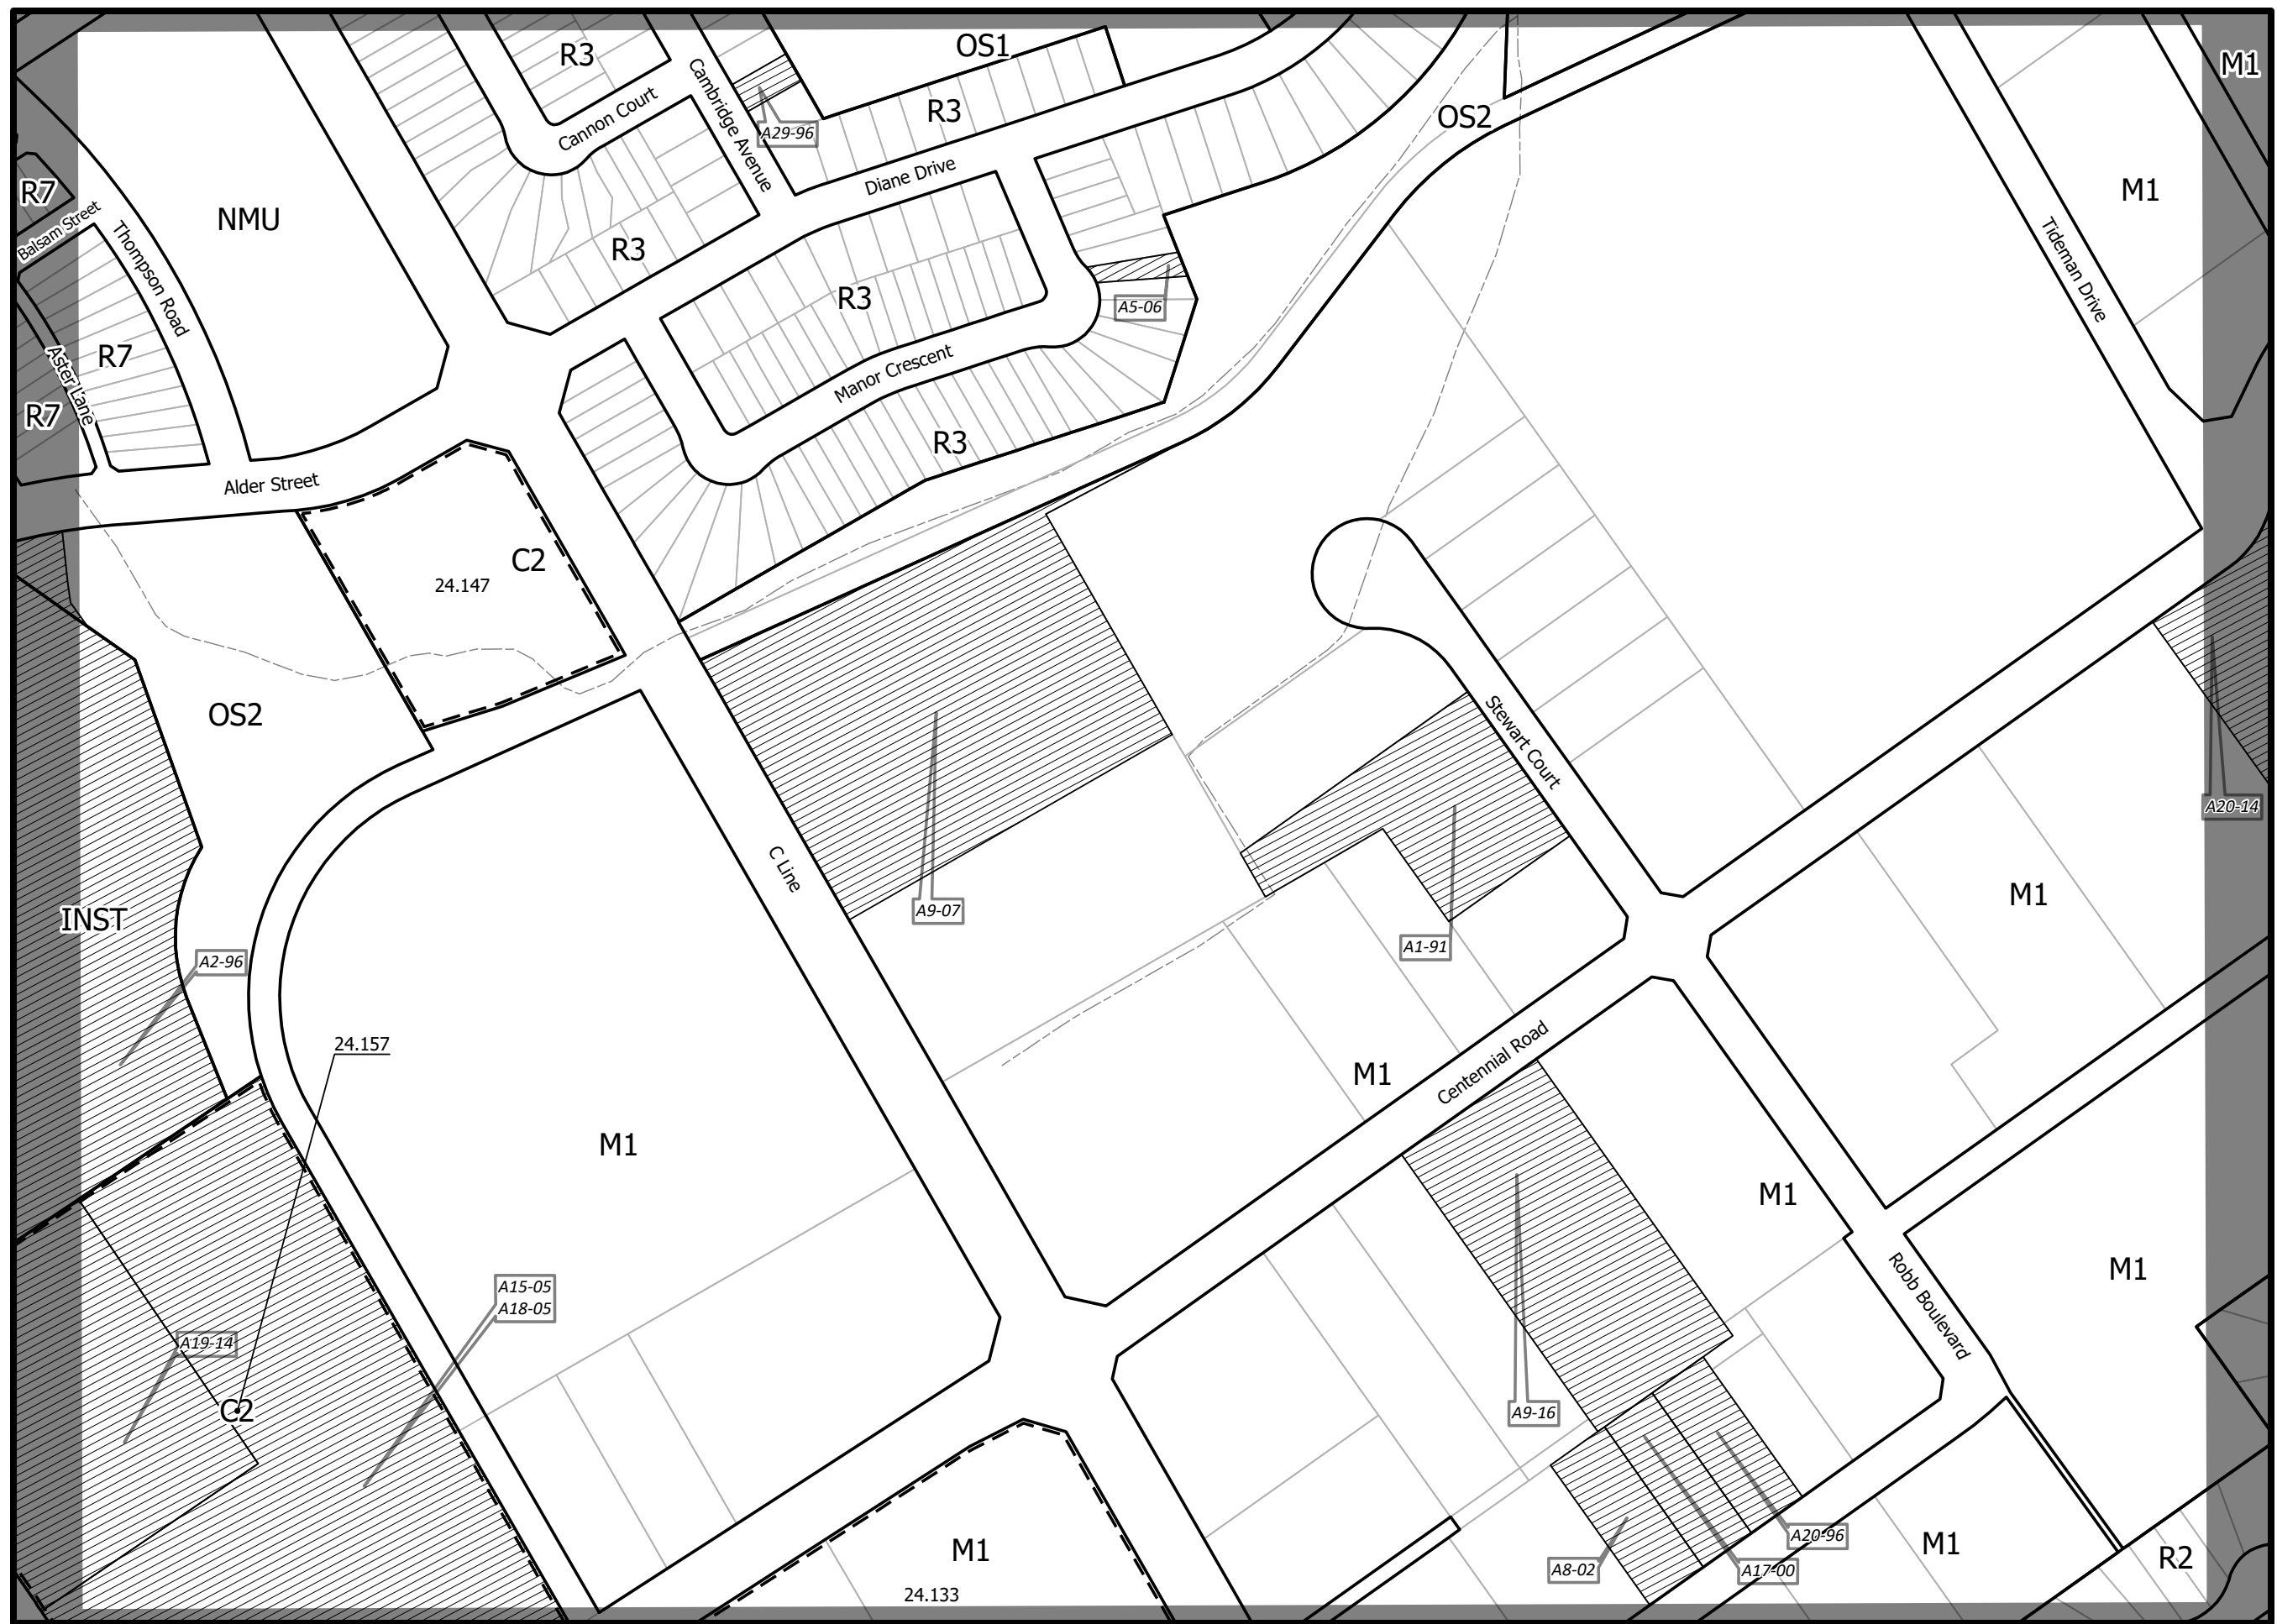 R3
OS1
M1
Cambridge Avenue
R3
Cannon Court
A29-96
OS2
R7
M1
Diane Drive
Balsam Street
NMU
Thompson Road
R3
Tideman Drive
R3
A5-06
R7
Aster Lane
Manor Crescent
R7
R3
Alder Street
C2
24.147
OS2
Stewart Court
A20-14
C Line
M1
A9-07
INST
A1-91
A2-96
24.157
Centennial Road
M1
M1
M1
M1
A15-05
A18-05
Robb Boulevard
A19-14
C2
A9-16
A20-96
M1
M1
R2
A8-02
A17-00
24.133